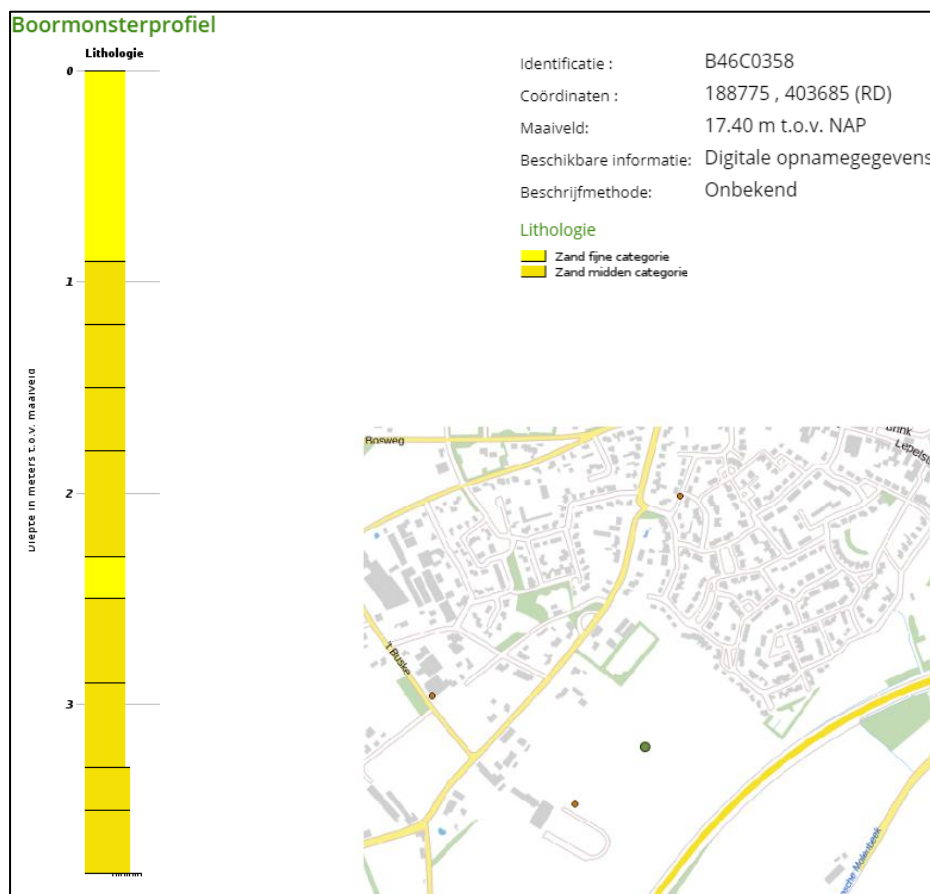 Boormonsterprofiel
Lithologie
0
1
2
3
Diepte in meters t.o.v. maaiveld
Identificatie : B46C0358
Coördinaten : 188775 , 403685 (RD)
Maaiveld: 17.40 m t.o.v. NAP
Beschikbare informatie: Digitale opnamegegevens
Beschrijfmethode: Onbekend
Lithologie
Zand fijne categorie
Zand midden categorie
Bosweg
Brink
't Buske